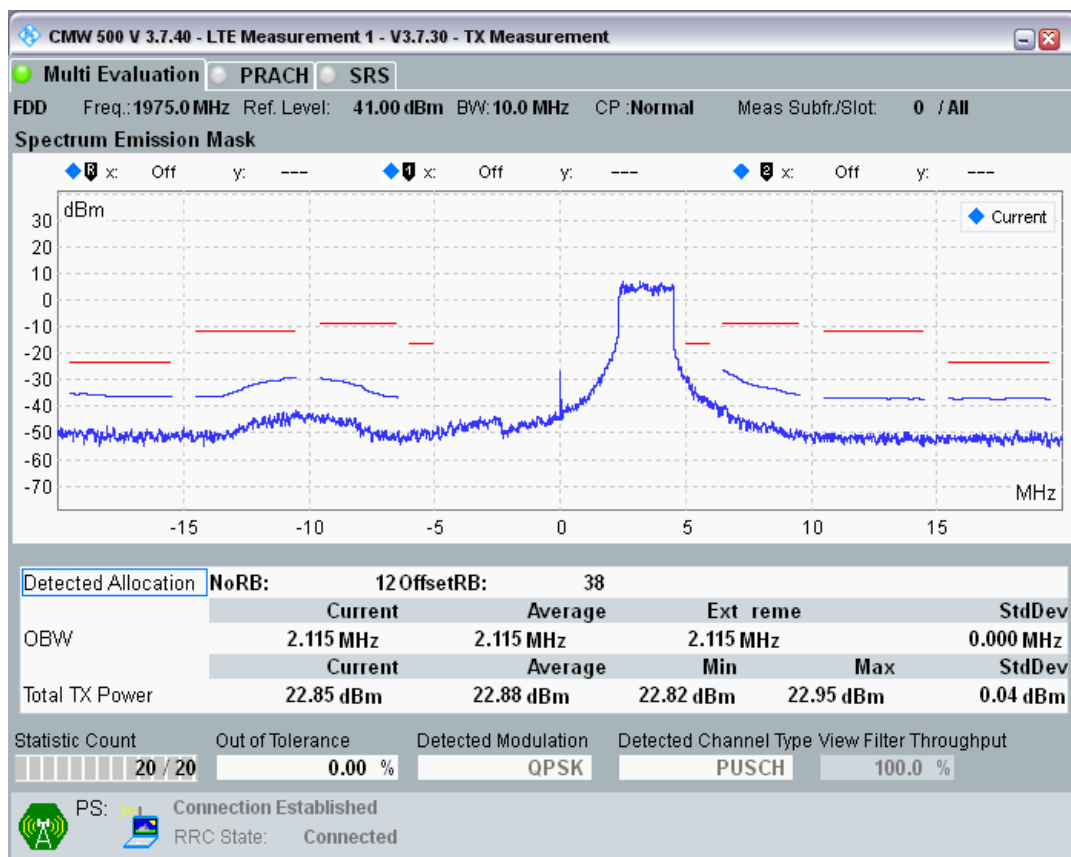 CMW 500 V 3.7.40 - LTE Measurement 1 - V3.7.30 - TX Measurement
Multi Evaluation PRACH SRS
FDD Freq.: 1975.0 MHz Ref. Level: 41.00 dBm BW: 10.0 MHz CP :Normal Meas Subfr./Slot: 0 / All
Spectrum Emission Mask
R x: Off y: --- 1 x: Off y: --- 2 x: Off y: ---
dBm
Current
30
20
10
0
-10
-20
-30
-40
-50
-60
-70
MHz
-15 -10 -5 0 5 10 15
Detected Allocation NoRB: 12 OffsetRB: 38
Current Average Ext reme StdDev
OBW 2.115 MHz 2.115 MHz 2.115 MHz 0.000 MHz
Current Average Min Max StdDev
Total TX Power 22.85 dBm 22.88 dBm 22.82 dBm 22.95 dBm 0.04 dBm
Statistic Count Out of Tolerance Detected Modulation Detected Channel Type View Filter Throughput
20 / 20 0.00 % QPSK PUSCH 100.0 %
PS: Connection Established
RRC State: Connected